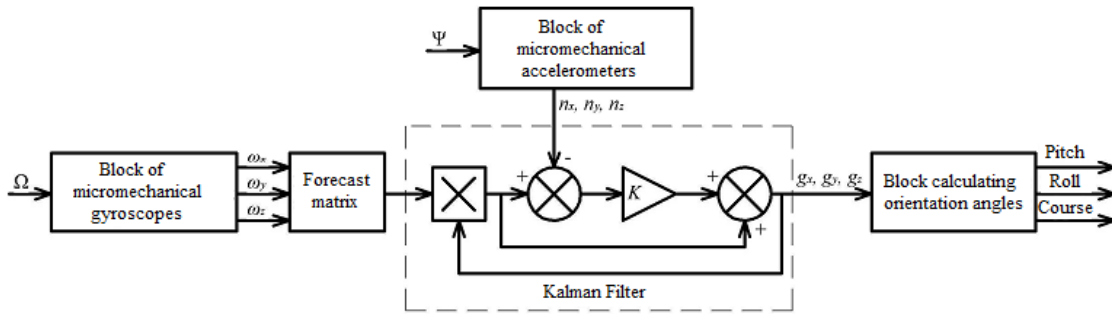 Ψ
Block of
micromechanical
accelerometers
nx, ny, nz
-
Ω
Block of
micromechanical
gyroscopes
ωx
ωy
ωz
Forecast
matrix
+
K
+
+
gx, gy, gz
Block calculating
orientation angles
Pitch
Roll
Course
Kalman Filter